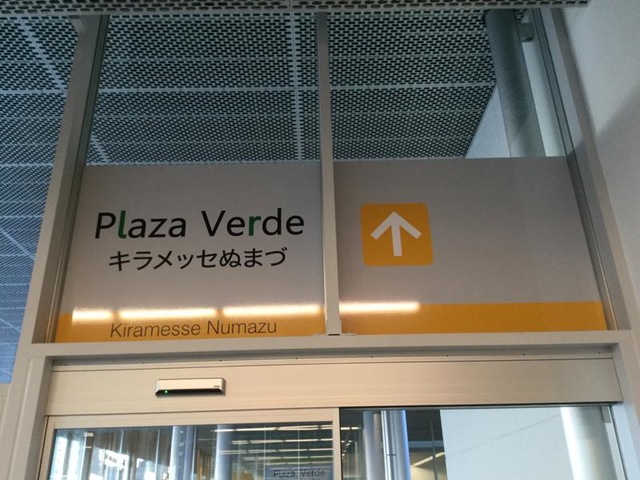 Plaza Verde
キラメッセぬまづ
Kiramesse Numazu
Plaza Verde